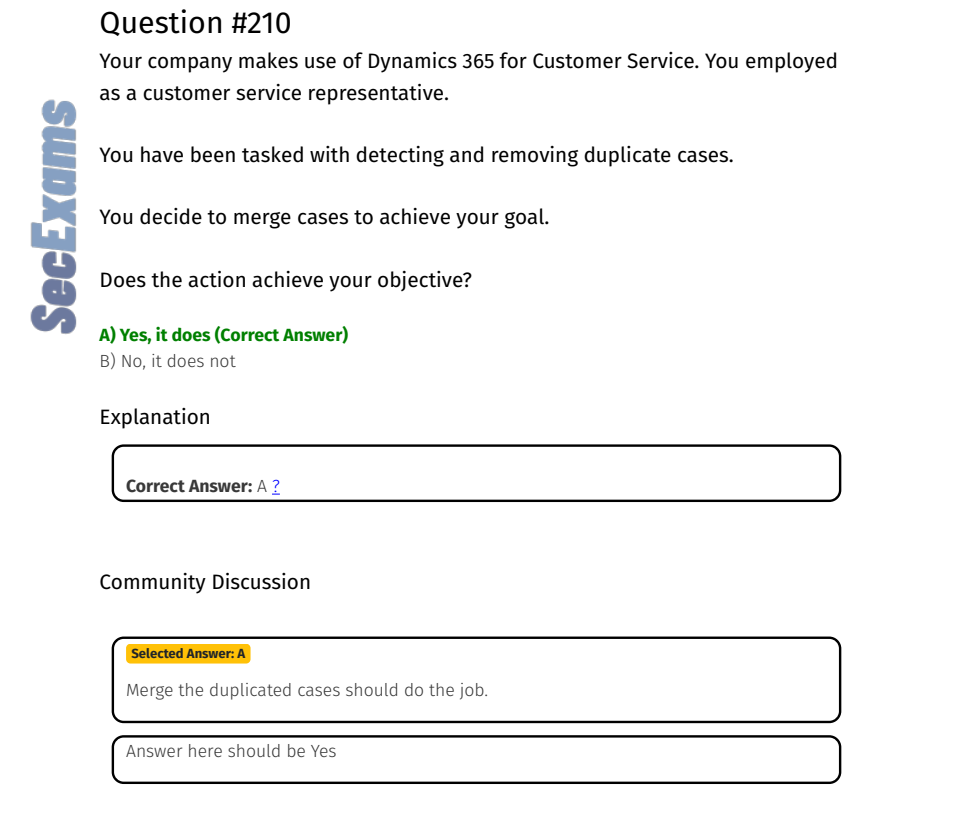 Question #210
Your company makes use of Dynamics 365 for Customer Service. You employed
as a customer service representative.
You have been tasked with detecting and removing duplicate cases.
You decide to merge cases to achieve your goal.
Does the action achieve your objective?
SecExams
A) Yes, it does (Correct Answer)
B) No, it does not
Explanation
Correct Answer: A ?
Community Discussion
Selected Answer: A
Merge the duplicated cases should do the job.
Answer here should be Yes